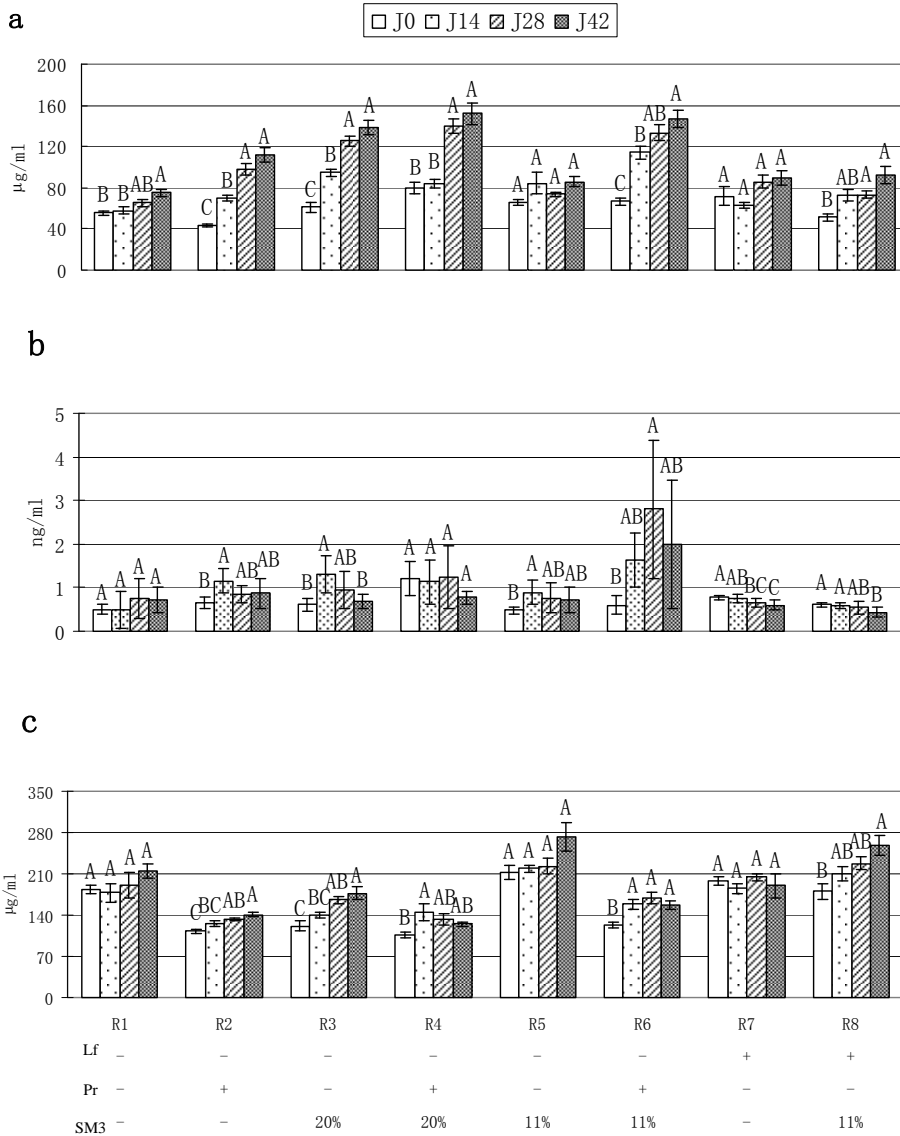 a
J0 J14 J28 J42
200
160
120
80
40
0
μg/ml
B B AB A
C B A A
C B A A
B B A A
A A A A
C B AB A
A A A A
B AB A A
b
5
4
3
2
1
0
ng/ml
A A A A
B A AB AB
B A AB B
A A A A
B A AB AB
B AB A AB
A AB BC C
A A AB B
c
350
280
210
140
70
0
μg/ml
A A A A
C BC AB A
C BC AB A
B A AB AB
A A A A
B A A A
A A A A
B AB AB A
R1 R2 R3 R4 R5 R6 R7 R8
Lf − − − − − − + +
Pr − + − + − + − −
SM3 − − 20% 20% 11% 11% − 11%